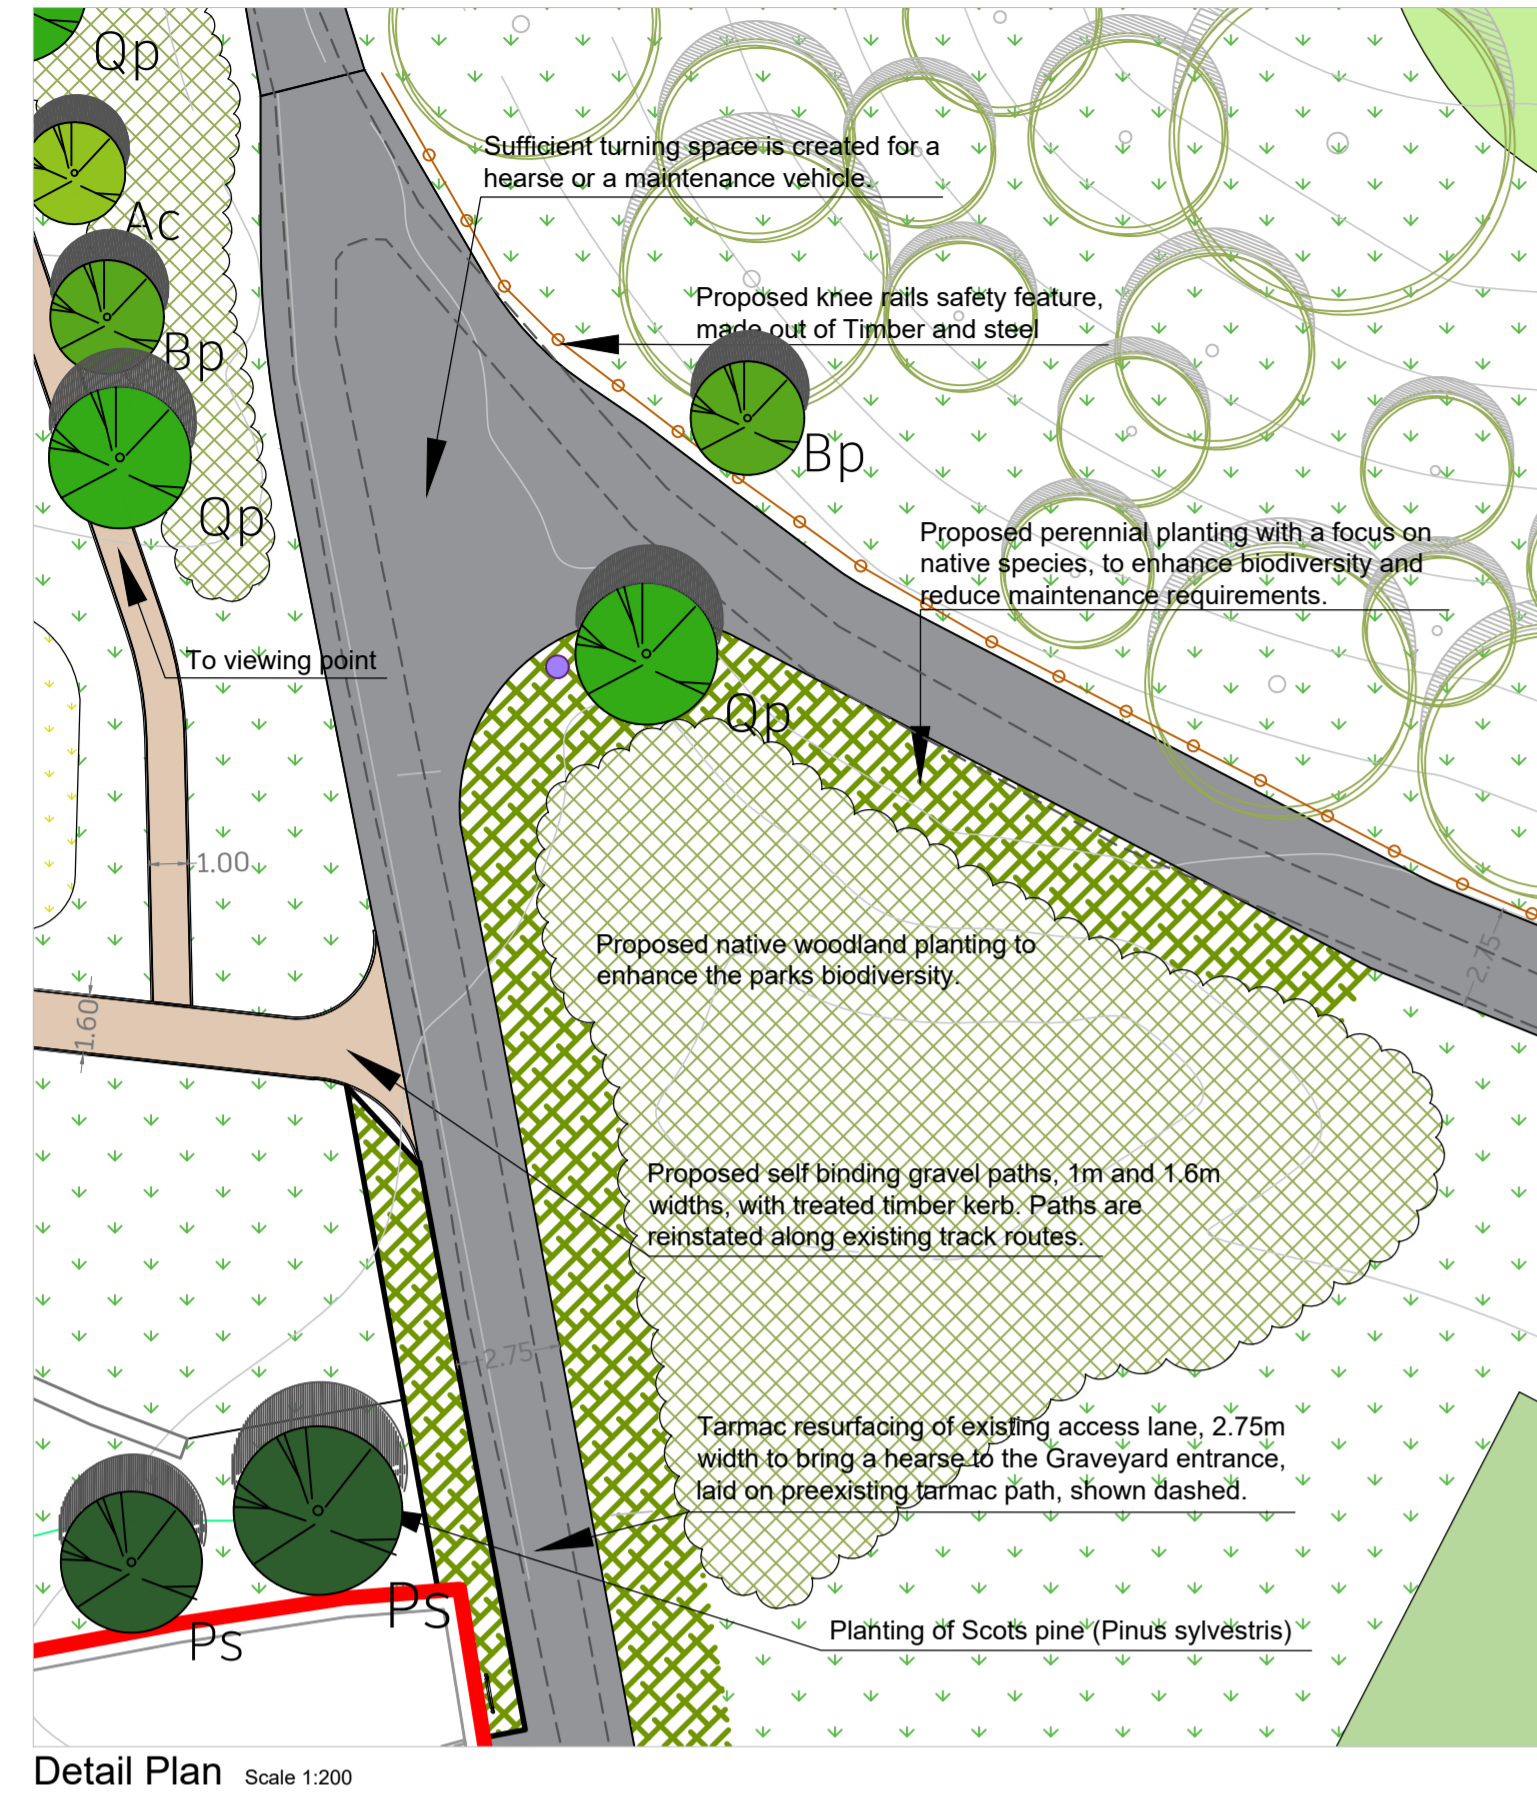 Qp
Sufficient turning space is created for a
hearse or a maintenance vehicle.
Ac
Proposed knee rails safety feature,
made out of Timber and steel
Bp
Bp
Qp
Proposed perennial planting with a focus on
native species, to enhance biodiversity and
reduce maintenance requirements.
To viewing point
Qp
1.00
Proposed native woodland planting to
enhance the parks biodiversity.
2.75
1.60
Proposed self binding gravel paths, 1m and 1.6m
widths, with treated timber kerb. Paths are
reinstated along existing track routes.
2.75
Tarmac resurfacing of existing access lane, 2.75m
width to bring a hearse to the Graveyard entrance,
laid on preexisting tarmac path, shown dashed.
Ps
Ps
Planting of Scots pine (Pinus sylvestris)
Detail Plan Scale 1:200